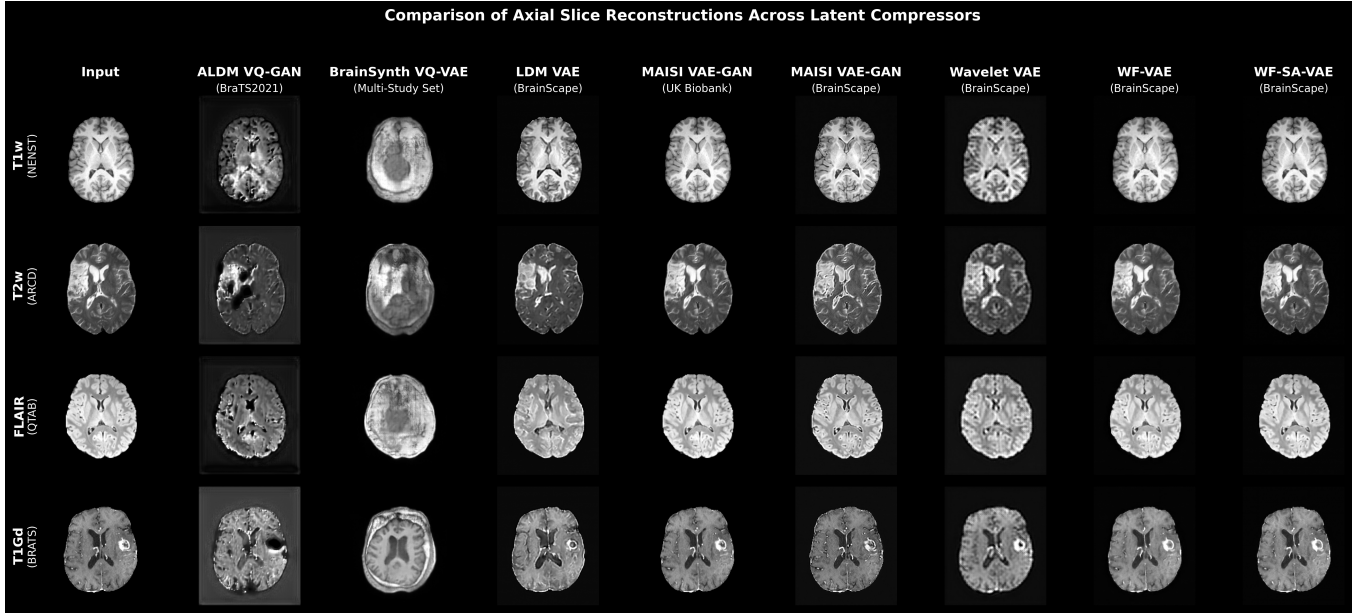 Comparison of Axial Slice Reconstructions Across Latent Compressors
Input
ALDM VQ-GAN
(BraTS2021)
BrainSynth VQ-VAE
(Multi-Study Set)
LDM VAE
(BrainScape)
MAISI VAE-GAN
(UK Biobank)
MAISI VAE-GAN
(BrainScape)
Wavelet VAE
(BrainScape)
WF-VAE
(BrainScape)
WF-SA-VAE
(BrainScape)
T1w
(NENST)
T2w
(ARCD)
FLAIR
(QTAB)
T1Gd
(BRATS)